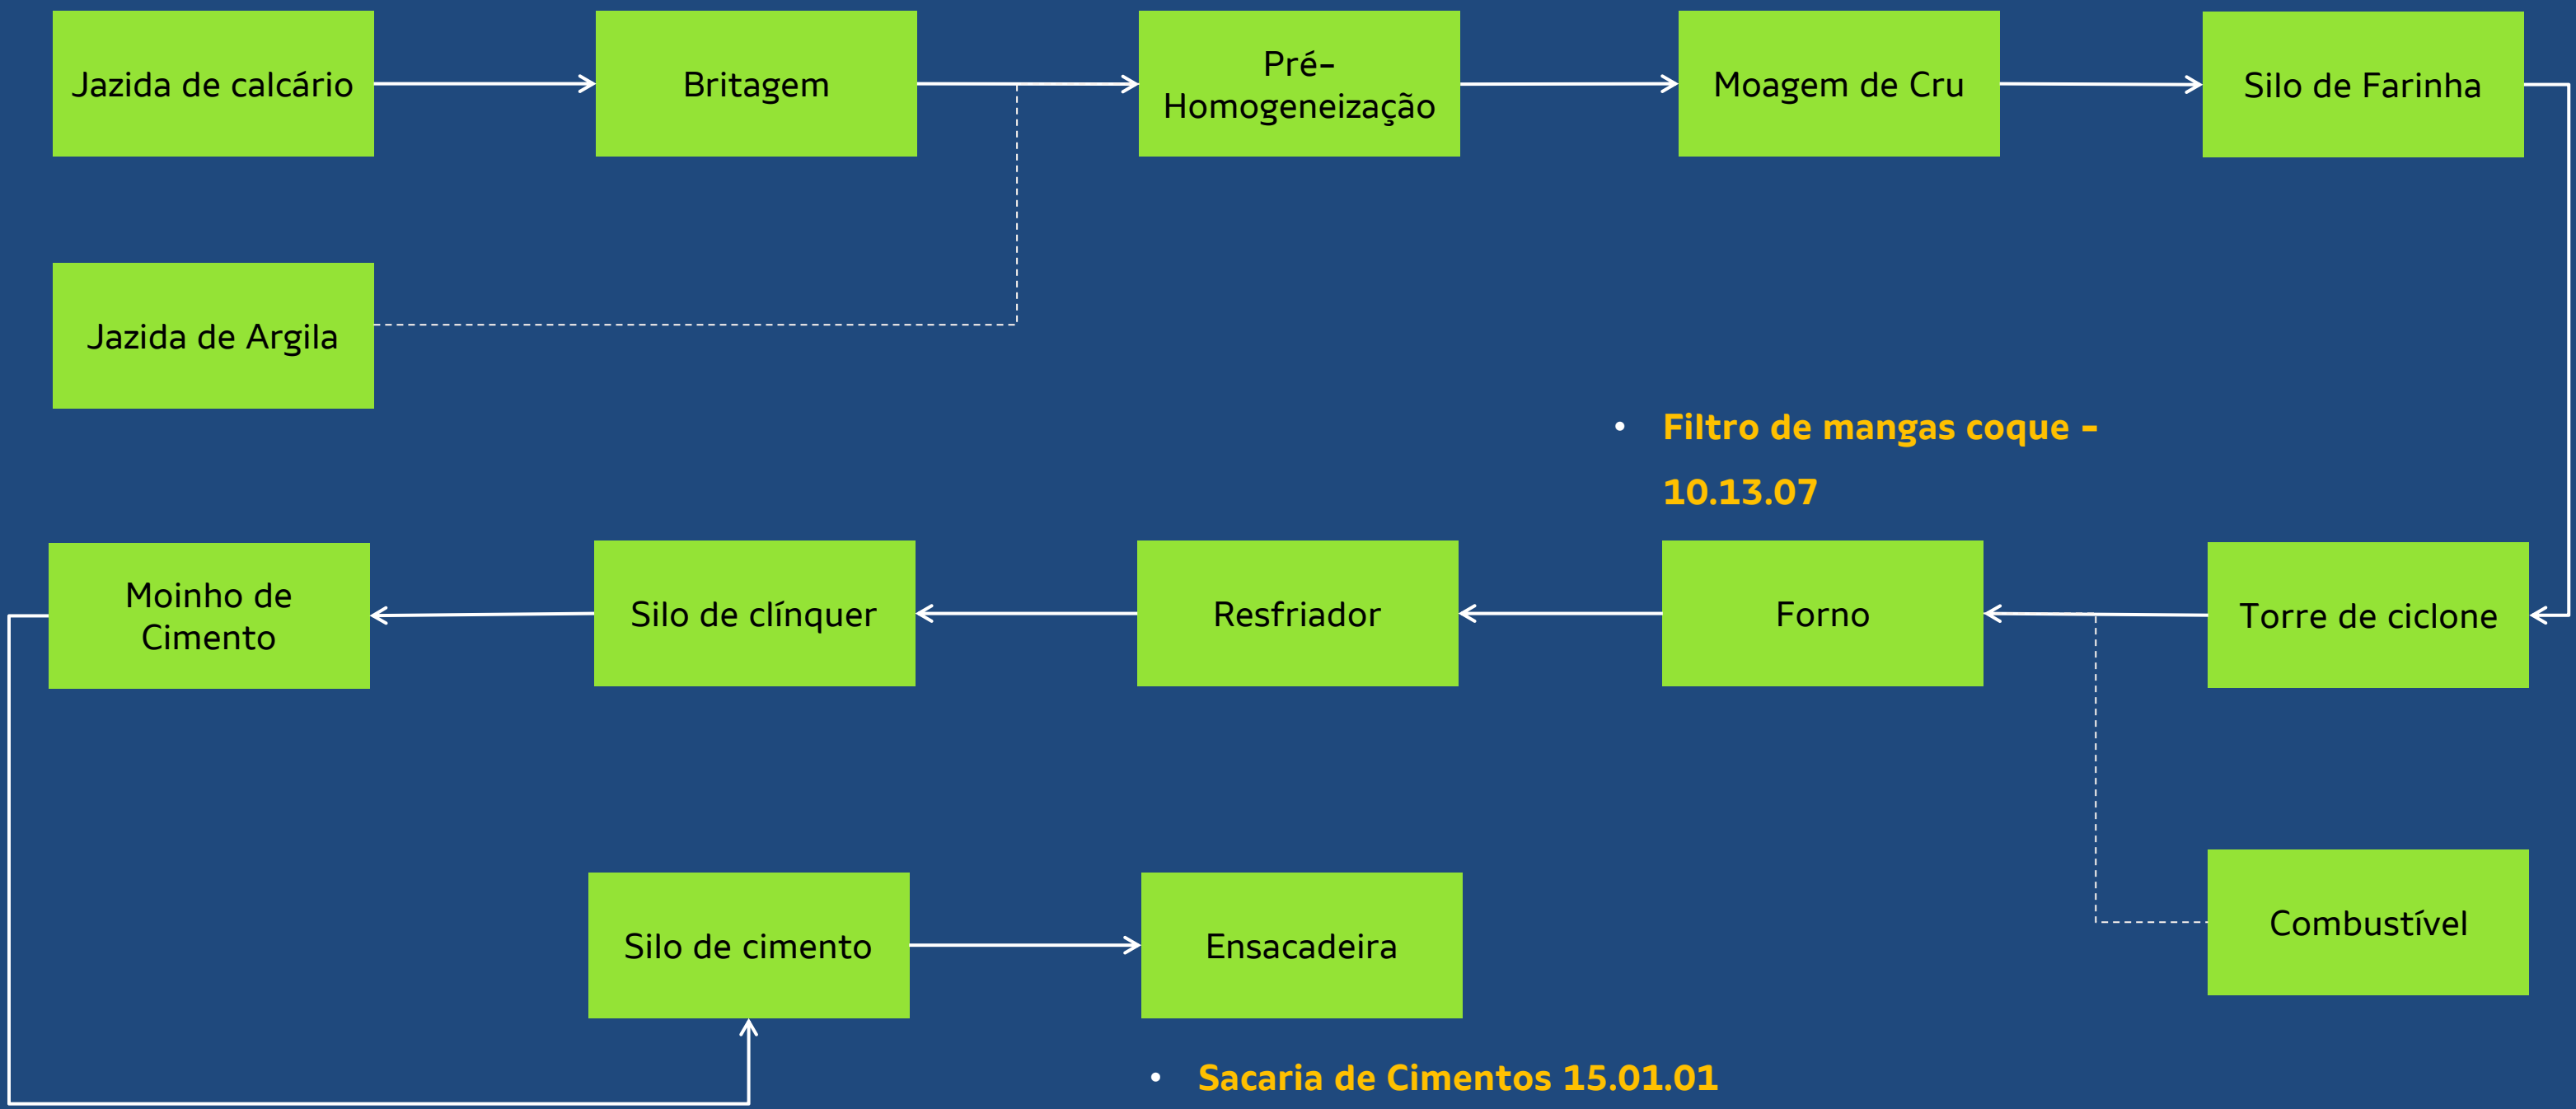 Jazida de calcário
Britagem
Pré-
Homogeneização
Moagem de Cru
Silo de Farinha
Jazida de Argila
• Filtro de mangas coque -
10.13.07
Moinho de
Cimento
Silo de clínquer
Resfriador
Forno
Torre de ciclone
Silo de cimento
Ensacadeira
Combustível
• Sacaria de Cimentos 15.01.01